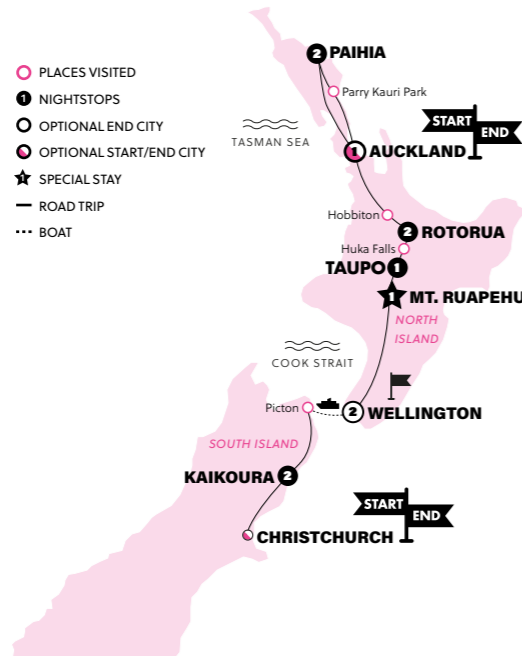 PLACES VISITED
1 NIGHTSTOPS
OPTIONAL END CITY
OPTIONAL START/END CITY
1 SPECIAL STAY
ROAD TRIP
BOAT
2 PAIHIA
Parry Kauri Park
TASMAN SEA
START
END
1 AUCKLAND
Hobbiton
2 ROTORUA
Huka Falls
TAUPO 1
1 MT. RUAPEHU
NORTH
ISLAND
COOK STRAIT
Picton
2 WELLINGTON
SOUTH ISLAND
KAIKOURA 2
START
END
CHRISTCHURCH